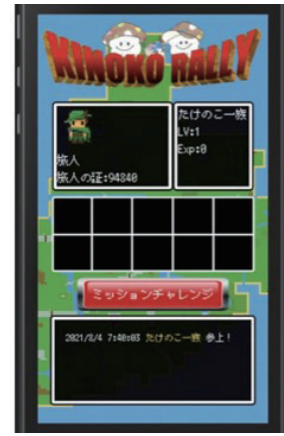 KINOKO RALLY
たけのこ一族
LV:1
Exp:0
旅人
旅人の証:94840
ミッションチャレンジ
2021/8/4 7:40:03 たけのこ一族 参上!